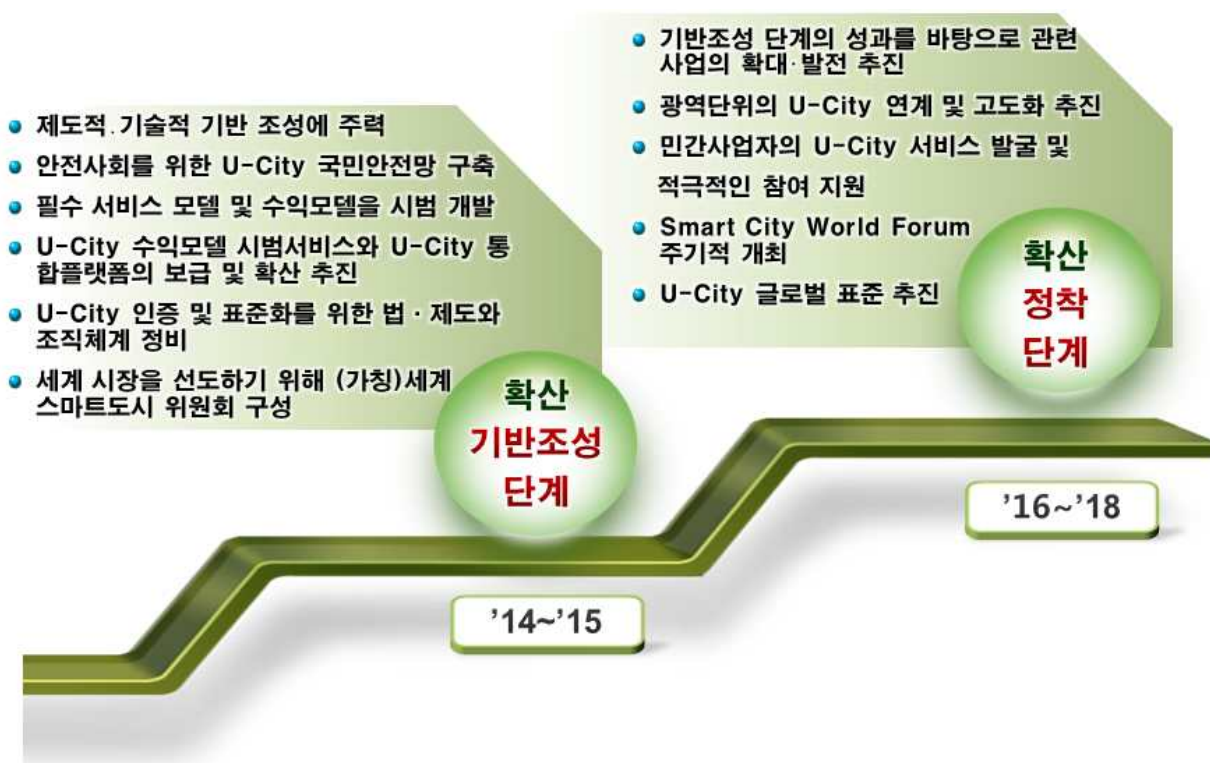 제도적.기술적 기반 조성에 주력
안전사회를 위한 U-City 국민안전망 구축
필수 서비스 모델 및 수익모델을 시범 개발
U-City 수익모델 시범서비스와 U-City 통
합플랫폼의 보급 및 확산 추진
U-City 인증 및 표준화를 위한 법·제도와
조직체계 정비
세계 시장을 선도하기 위해 (가칭)세계
스마트도시 위원회 구성
확산
기반조성
단계
’14~’15
기반조성 단계의 성과를 바탕으로 관련
사업의 확대·발전 추진
광역단위의 U-City 연계 및 고도화 추진
민간사업자의 U-City 서비스 발굴 및
적극적인 참여 지원
Smart City World Forum
주기적 개최
U-City 글로벌 표준 추진
확산
정착
단계
’16~’18